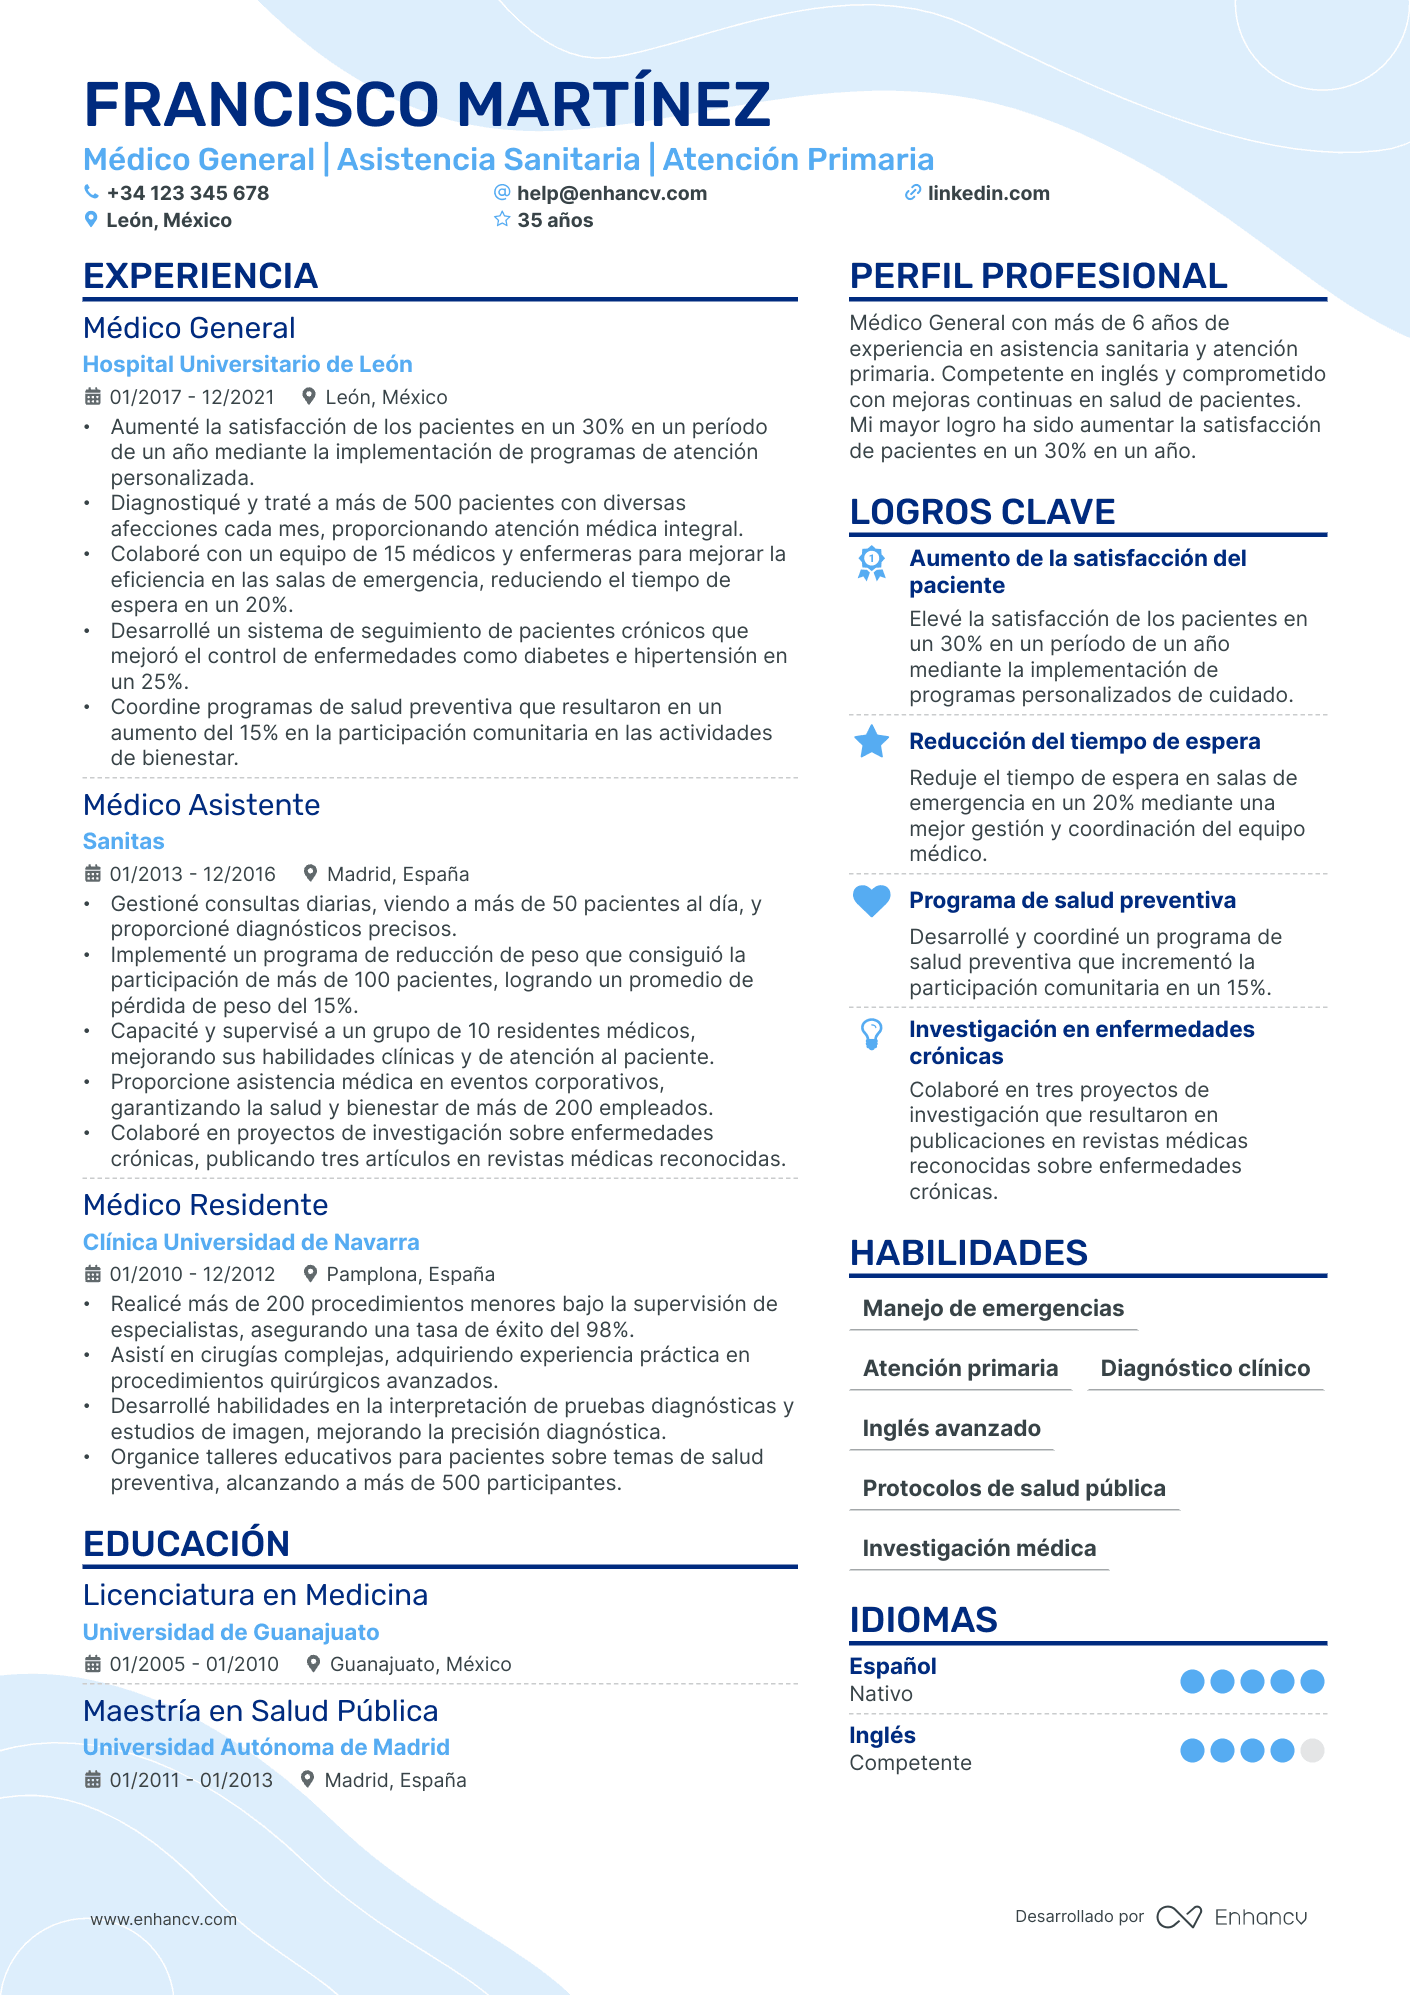 FRANCISCO MARTÍNEZ
Médico General | Asistencia Sanitaria | Atención Primaria
+34 123 345 678
help@enhancv.com
linkedin.com
León, México
35 años
EXPERIENCIA
Médico General
Hospital Universitario de León
01/2017 - 12/2021 León, México
• Aumenté la satisfacción de los pacientes en un 30% en un período
de un año mediante la implementación de programas de atención
personalizada.
• Diagnostiqué y traté a más de 500 pacientes con diversas
afecciones cada mes, proporcionando atención médica integral.
• Colaboré con un equipo de 15 médicos y enfermeras para mejorar la
eficiencia en las salas de emergencia, reduciendo el tiempo de
espera en un 20%.
• Desarrollé un sistema de seguimiento de pacientes crónicos que
mejoró el control de enfermedades como diabetes e hipertensión en
un 25%.
• Coordine programas de salud preventiva que resultaron en un
aumento del 15% en la participación comunitaria en las actividades
de bienestar.
Médico Asistente
Sanitas
01/2013 - 12/2016 Madrid, España
• Gestioné consultas diarias, viendo a más de 50 pacientes al día, y
proporcioné diagnósticos precisos.
• Implementé un programa de reducción de peso que consiguió la
participación de más de 100 pacientes, logrando un promedio de
pérdida de peso del 15%.
• Capacité y supervisé a un grupo de 10 residentes médicos,
mejorando sus habilidades clínicas y de atención al paciente.
• Proporcione asistencia médica en eventos corporativos,
garantizando la salud y bienestar de más de 200 empleados.
• Colaboré en proyectos de investigación sobre enfermedades
crónicas, publicando tres artículos en revistas médicas reconocidas.
Médico Residente
Clínica Universidad de Navarra
01/2010 - 12/2012 Pamplona, España
• Realicé más de 200 procedimientos menores bajo la supervisión de
especialistas, asegurando una tasa de éxito del 98%.
• Asistí en cirugías complejas, adquiriendo experiencia práctica en
procedimientos quirúrgicos avanzados.
• Desarrollé habilidades en la interpretación de pruebas diagnósticas y
estudios de imagen, mejorando la precisión diagnóstica.
• Organice talleres educativos para pacientes sobre temas de salud
preventiva, alcanzando a más de 500 participantes.
EDUCACIÓN
Licenciatura en Medicina
Universidad de Guanajuato
01/2005 - 01/2010 Guanajuato, México
Maestría en Salud Pública
Universidad Autónoma de Madrid
01/2011 - 01/2013 Madrid, España
PERFIL PROFESIONAL
Médico General con más de 6 años de
experiencia en asistencia sanitaria y atención
primaria. Competente en inglés y comprometido
con mejoras continuas en salud de pacientes.
Mi mayor logro ha sido aumentar la satisfacción
de pacientes en un 30% en un año.
LOGROS CLAVE
1
Aumento de la satisfacción del
paciente
Elevé la satisfacción de los pacientes en
un 30% en un período de un año
mediante la implementación de
programas personalizados de cuidado.
Reducción del tiempo de espera
Reduje el tiempo de espera en salas de
emergencia en un 20% mediante una
mejor gestión y coordinación del equipo
médico.
Programa de salud preventiva
Desarrollé y coordiné un programa de
salud preventiva que incrementó la
participación comunitaria en un 15%.
Investigación en enfermedades
crónicas
Colaboré en tres proyectos de
investigación que resultaron en
publicaciones en revistas médicas
reconocidas sobre enfermedades
crónicas.
HABILIDADES
Manejo de emergencias
Atención primaria Diagnóstico clínico
Inglés avanzado
Protocolos de salud pública
Investigación médica
IDIOMAS
Español
Nativo
Inglés
Competente
www.enhancv.com
Desarrollado por Enhancv